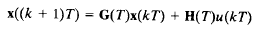 x((k + 1)T) = G(T)x(kT) + H(T)u(kT)